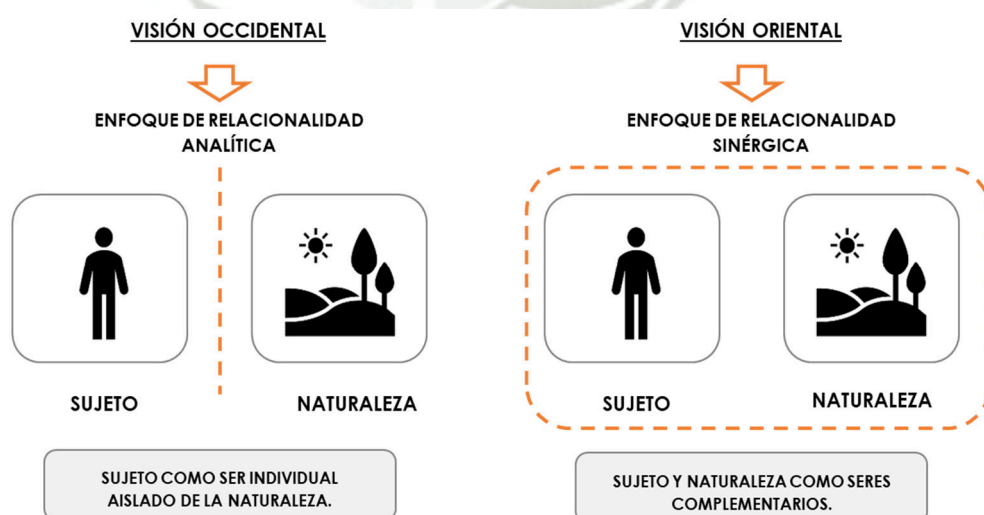 VISIÓN OCCIDENTAL
ENFOQUE DE RELACIONALIDAD
ANALÍTICA
SUJETO
NATURALEZA
SUJETO COMO SER INDIVIDUAL
AISLADO DE LA NATURALEZA.
VISIÓN ORIENTAL
ENFOQUE DE RELACIONALIDAD
SINÉRGICA
SUJETO
NATURALEZA
SUJETO Y NATURALEZA COMO SERES
COMPLEMENTARIOS.